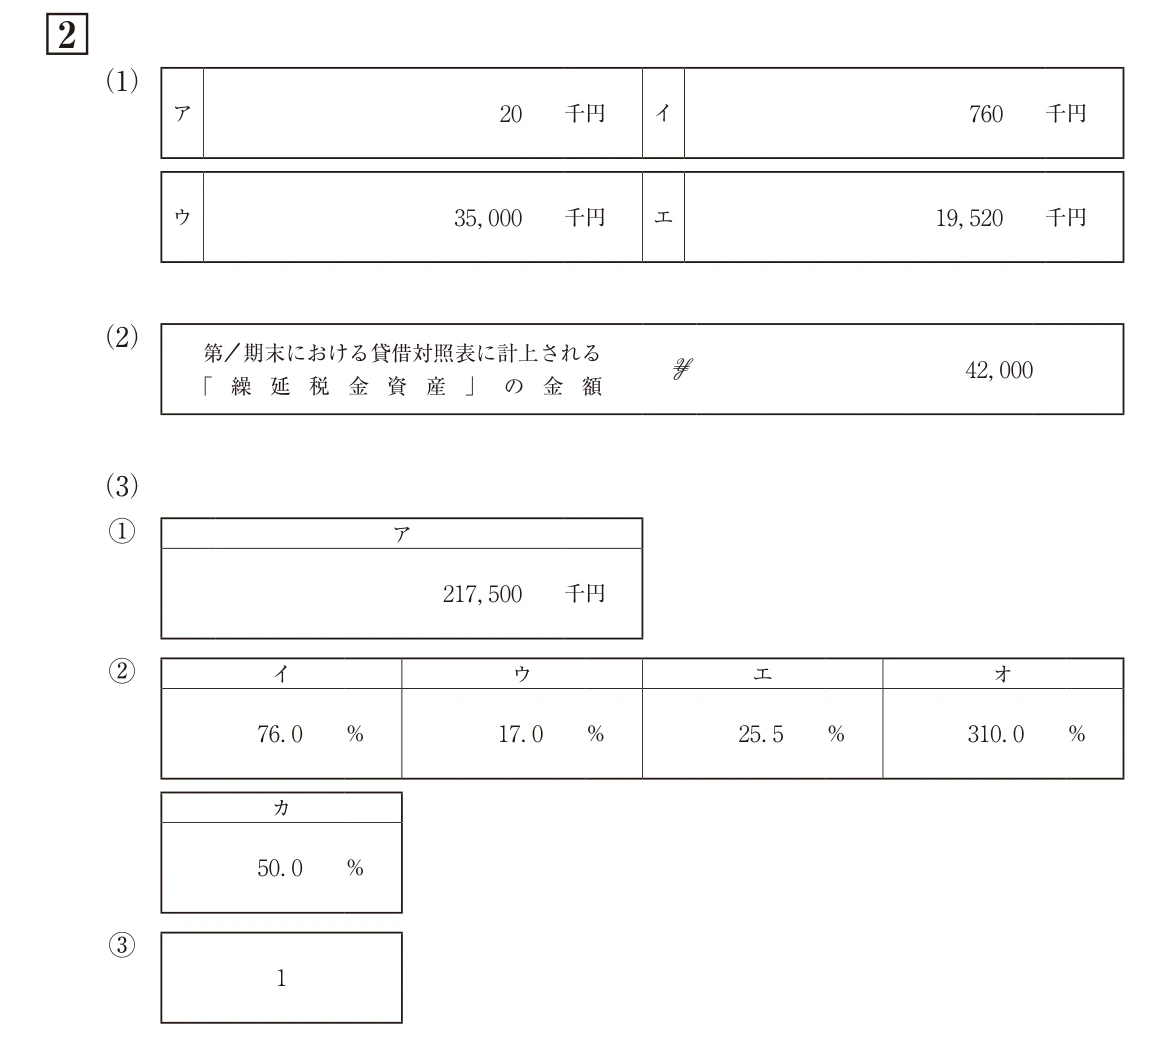 2
(1)
ア 20 千円 イ 760 千円
ウ 35,000 千円 エ 19,520 千円
(2)
第/期末における貸借対照表に計上される
「繰延税金資産」の金額
¥ 42,000
(3)
①
ア
217,500 千円
②
イ ウ エ オ
76.0 % 17.0 % 25.5 % 310.0 %
カ
50.0 %
③
1